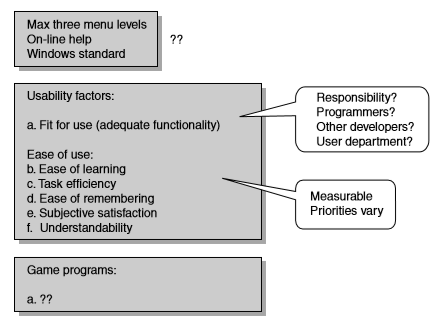 Max three menu levels
On-line help
Windows standard
??
Usability factors:
a. Fit for use (adequate functionality)
Ease of use:
b. Ease of learning
c. Task efficiency
d. Ease of remembering
e. Subjective satisfaction
f. Understandability
Responsibility?
Programmers?
Other developers?
User department?
Measurable
Priorities vary
Game programs:
a. ??